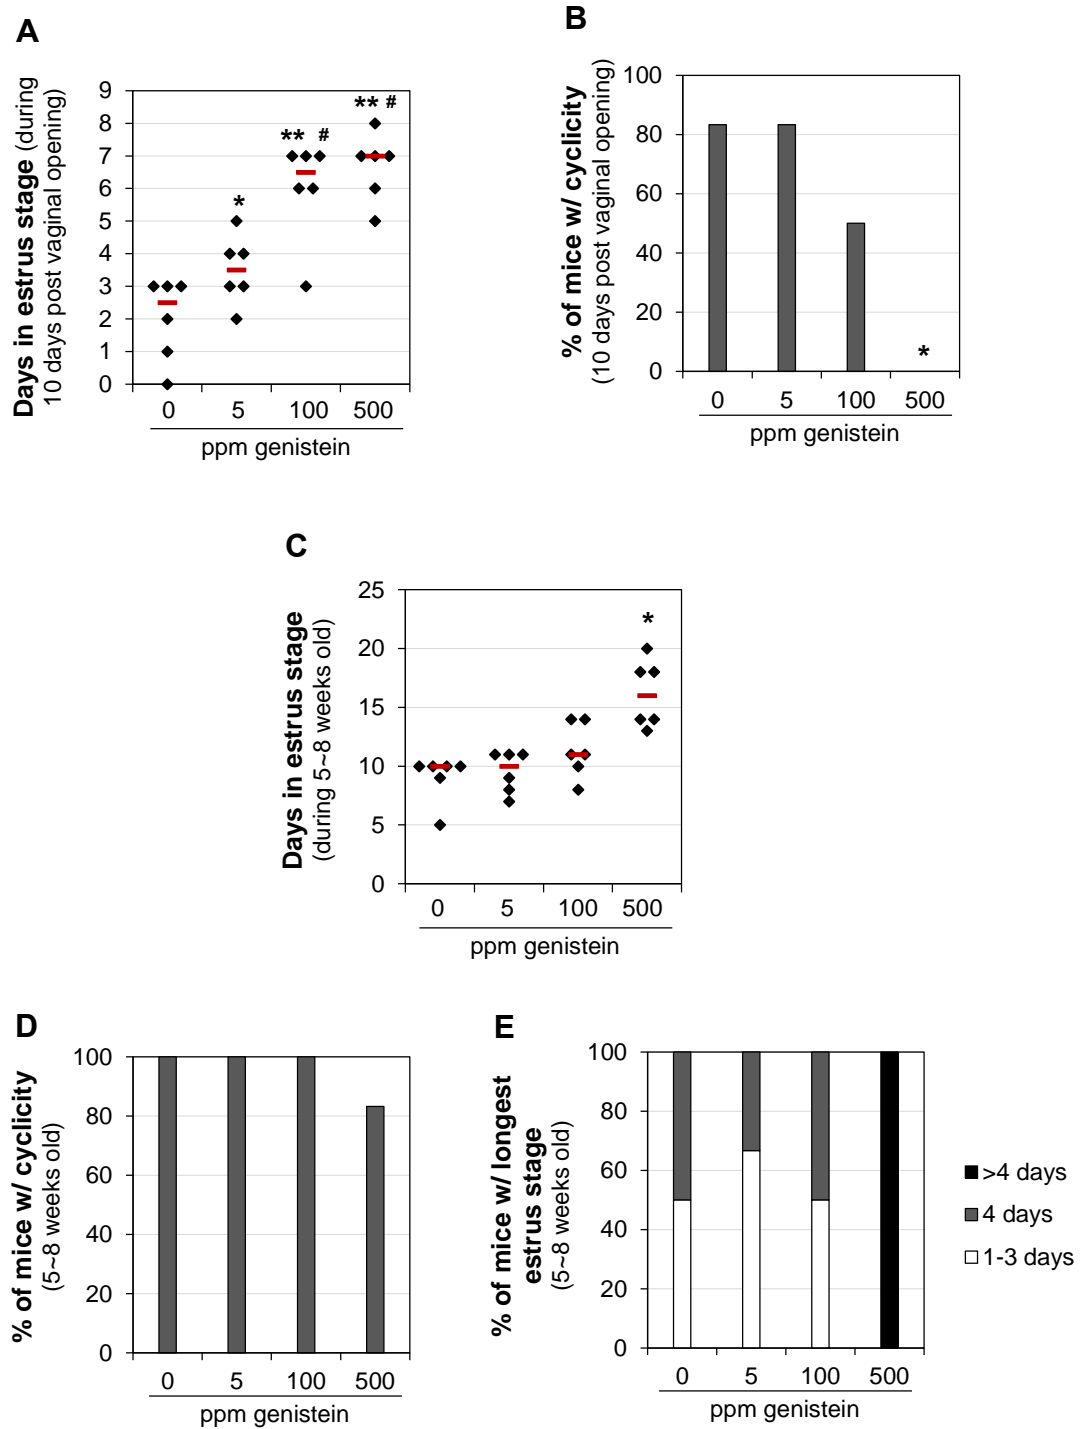 A
Days in estrus stage (during
10 days post vaginal opening)
9
8
7
6
5
4
3
2
1
0
** #
** #
*
0 5 100 500
ppm genistein
B
% of mice w/ cyclicity
(10 days post vaginal opening)
100
80
60
40
20
0
*
0 5 100 500
ppm genistein
C
Days in estrus stage
(during 5~8 weeks old)
25
20
15
10
5
0
*
0 5 100 500
ppm genistein
D
% of mice w/ cyclicity
(5~8 weeks old)
100
80
60
40
20
0
0 5 100 500
ppm genistein
E
% of mice w/ longest
estrus stage
(5~8 weeks old)
100
80
60
40
20
0
0 5 100 500
ppm genistein
>4 days
4 days
1-3 days